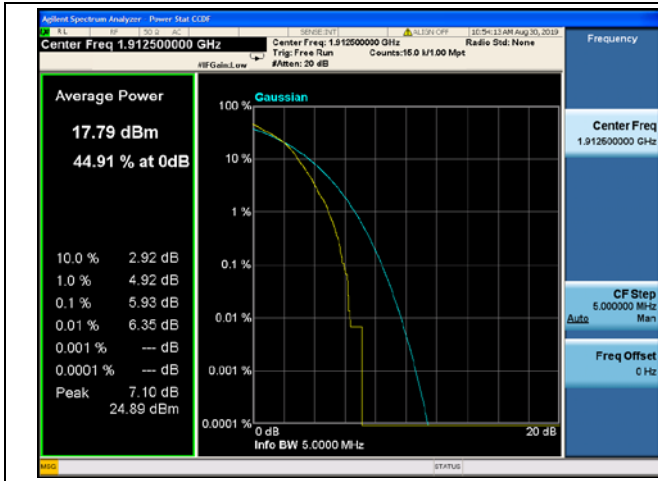 Agilent Spectrum Analyzer - Power Stat CCDF
RL RF 50 Ω AC SENSE:INT ALIGN OFF 10:54:13 AM Aug 30, 2019
Center Freq 1.912500000 GHz
Center Freq: 1.912500000 GHz Radio Std: None
Trig: Free Run Counts:15.0 k/1.00 Mpt
#IFGain:Low #Atten: 20 dB
Frequency
Average Power
17.79 dBm
44.91 % at 0dB
10.0 % 2.92 dB
1.0 % 4.92 dB
0.1 % 5.93 dB
0.01 % 6.35 dB
0.001 % --- dB
0.0001 % --- dB
Peak 7.10 dB
24.89 dBm
Gaussian
100 %
10 %
1 %
0.1 %
0.01 %
0.001 %
0.0001 %
0 dB 20 dB
Info BW 5.0000 MHz
Center Freq
1.912500000 GHz
CF Step
5.000000 MHz
Auto Man
Freq Offset
0 Hz
MSG STATUS